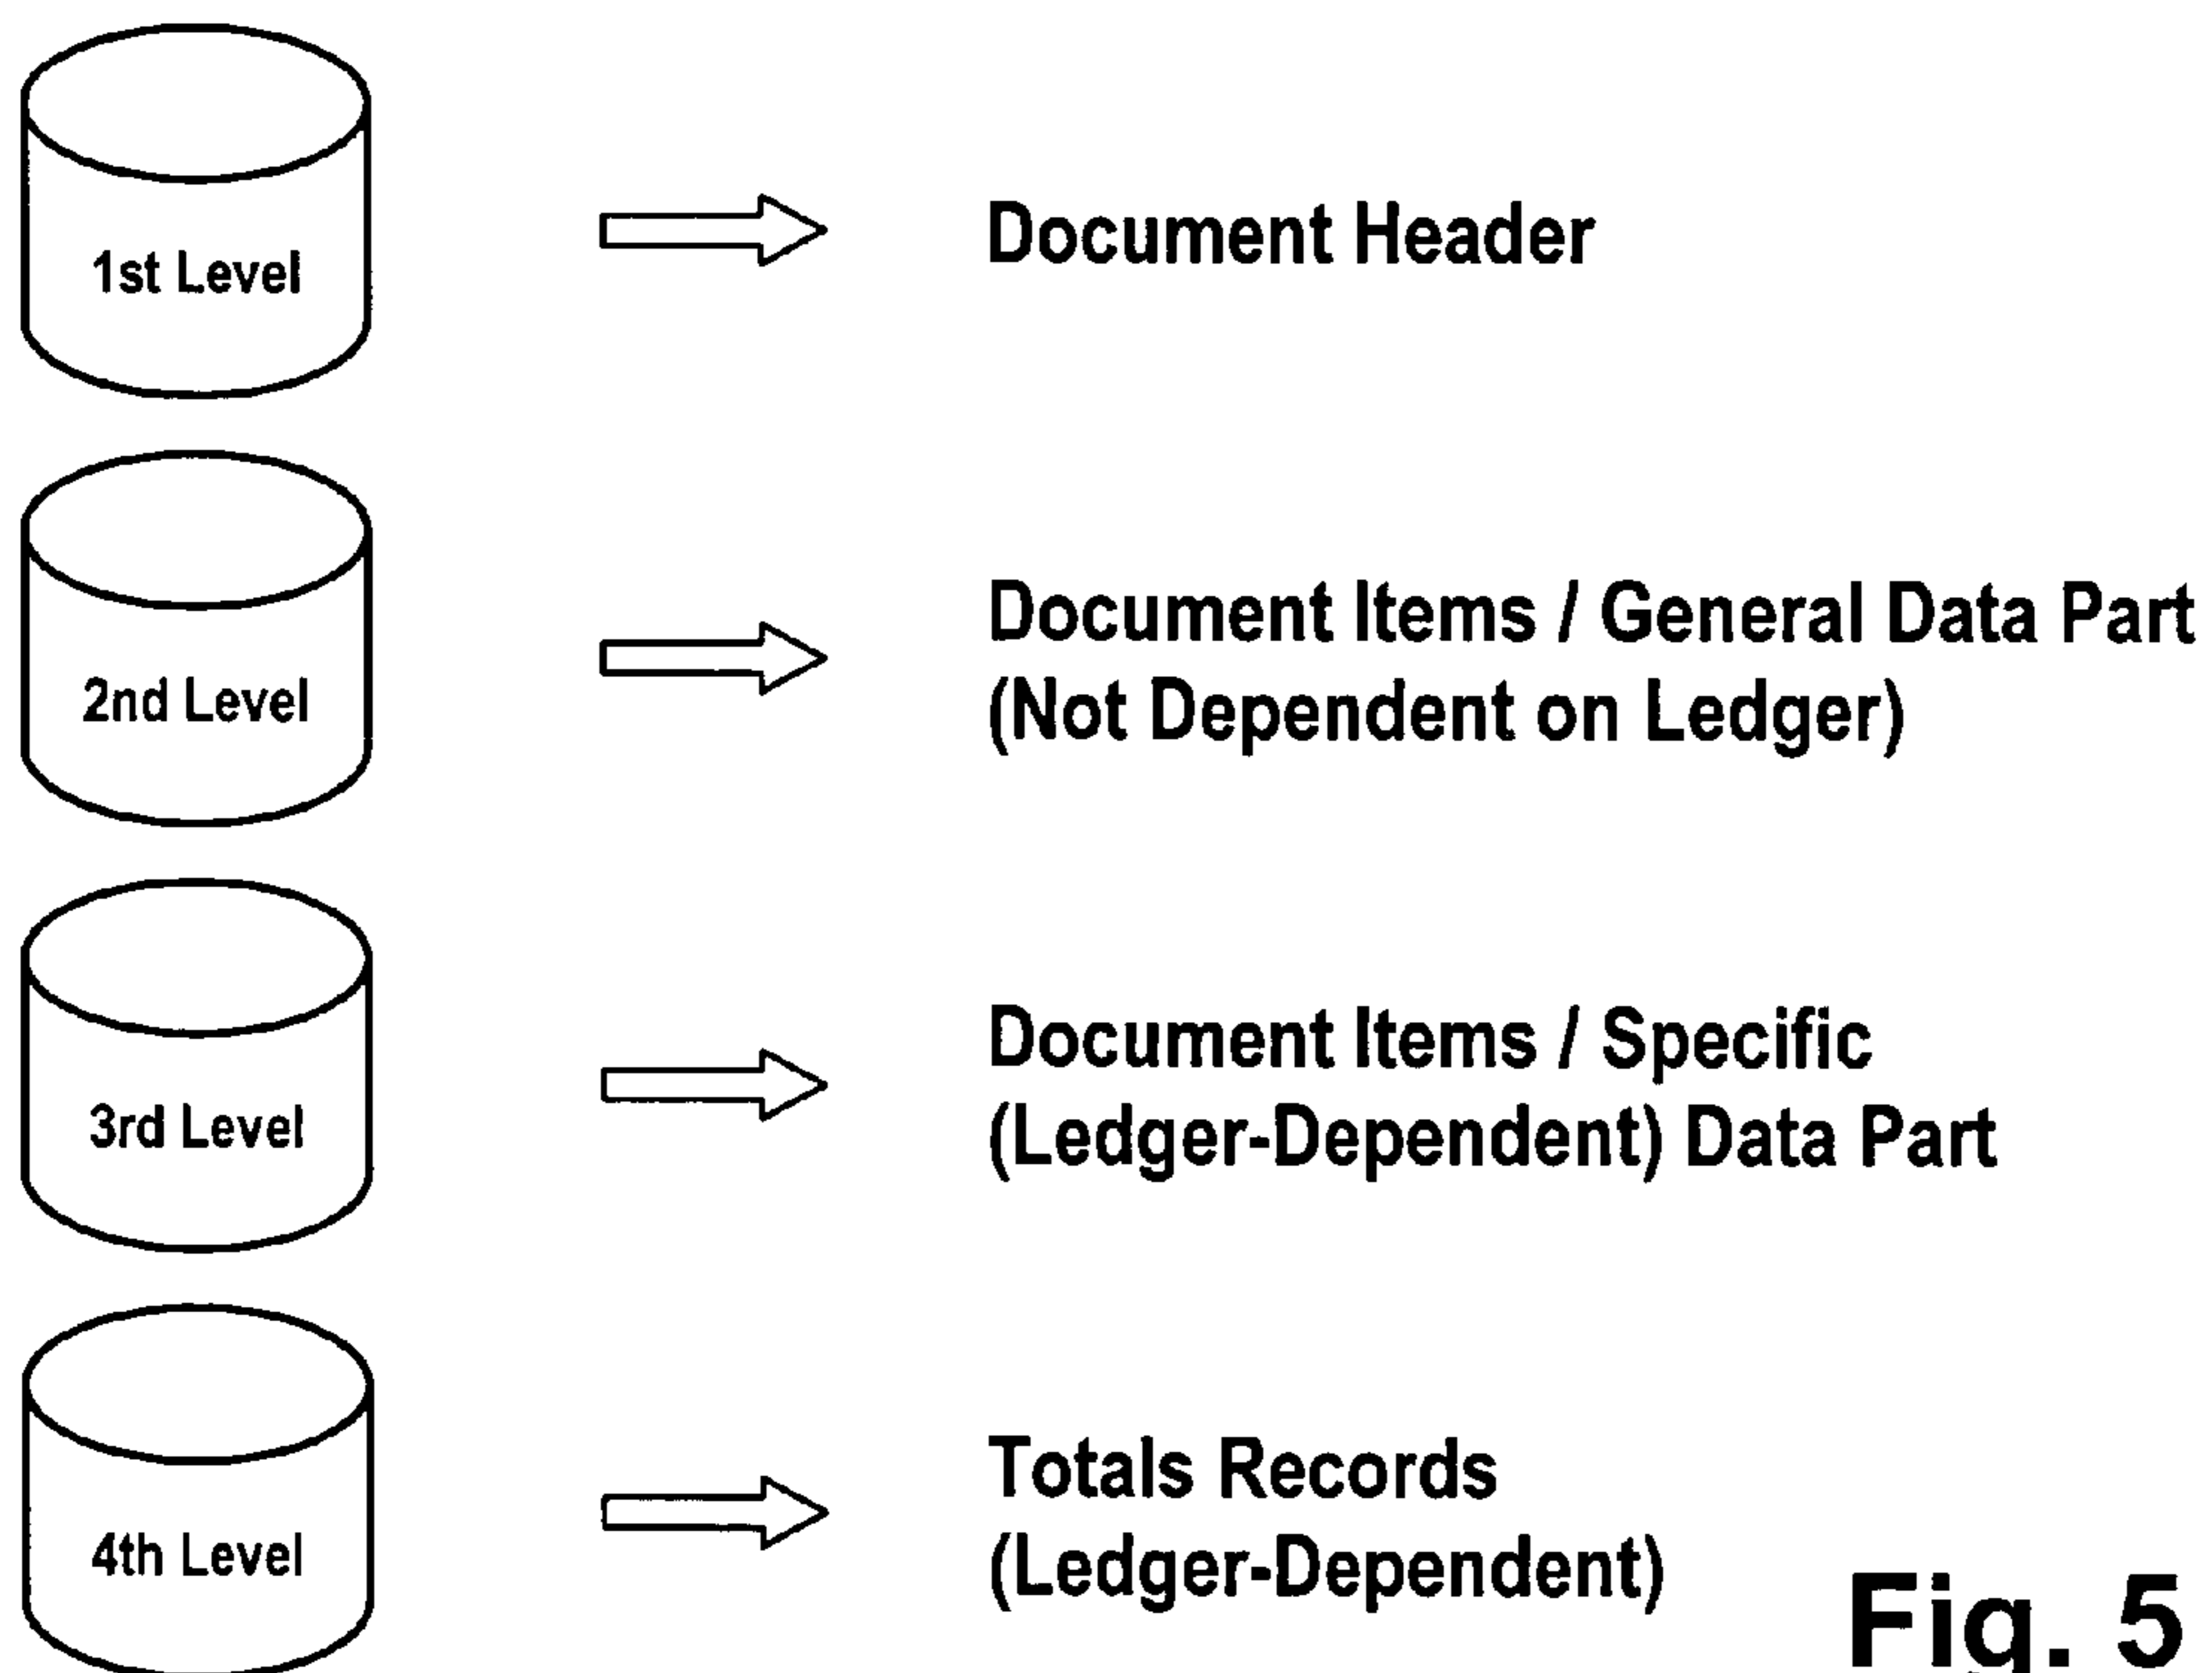 1st Level
Document Header
2nd Level
Document Items / General Data Part
(Not Dependent on Ledger)
3rd Level
Document Items / Specific
(Ledger-Dependent) Data Part
4th Level
Totals Records
(Ledger-Dependent)
Fig. 5